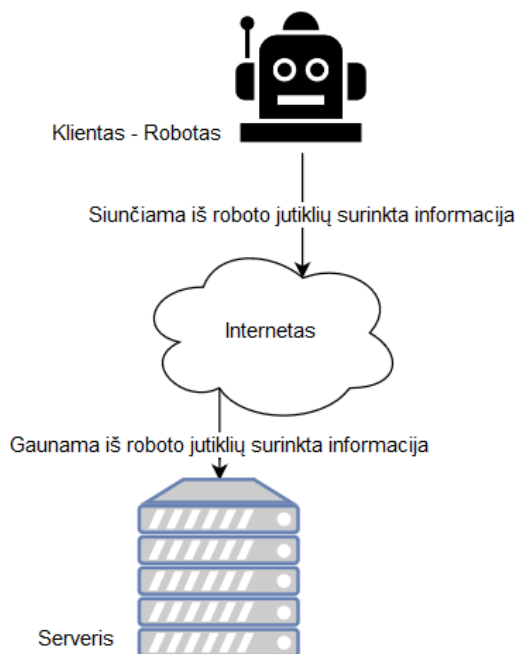 Klientas - Robotas
Siunčiama iš roboto jutiklių surinkta informacija
Internetas
Gaunama iš roboto jutiklių surinkta informacija
Serveris